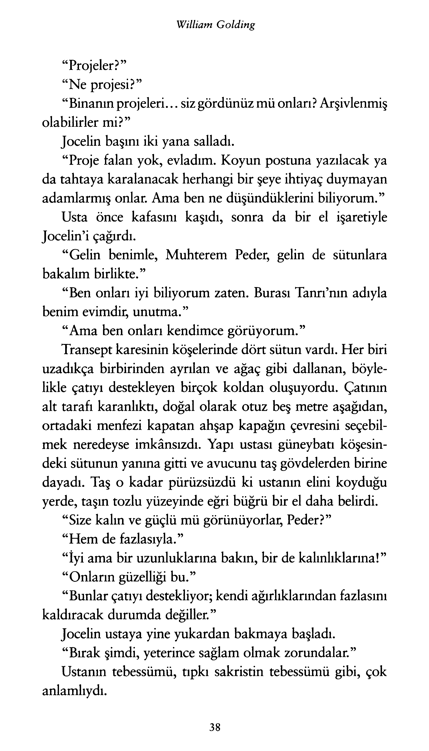 William Golding
“Projeler?”
“Ne projesi?”
“Binanın projeleri... siz gördünüz mü onları? Arşivlenmiş
olabilirler mi?”
Jocelin başını iki yana salladı.
“Proje falan yok, evladım. Koyun postuna yazılacak ya
da tahtaya karalanacak herhangi bir şeye ihtiyaç duymayan
adamlarmış onlar. Ama ben ne düşündüklerini biliyorum.”
Usta önce kafasını kaşıdı, sonra da bir el işaretiyle
Jocelin’i çağırdı.
“Gelin benimle, Muhterem Peder, gelin de sütunlara
bakalım birlikte.”
“Ben onları iyi biliyorum zaten. Burası Tanrı’nın adıyla
benim evimdir, unutma.”
“Ama ben onları kendimce görüyorum.”
Transept karesinin köşelerinde dört sütun vardı. Her biri
uzadıkça birbirinden ayrılan ve ağaç gibi dallanan, böyle-
likle çatıyı destekleyen birçok koldan oluşuyordu. Çatının
alt tarafı karanlıktı, doğal olarak otuz beş metre aşağıdan,
ortadaki menfezi kapatan ahşap kapağın çevresini seçebil-
mek neredeyse imkânsızdı. Yapı ustası güneybatı köşesin-
deki sütunun yanına gitti ve avucunu taş gövdelerden birine
dayadı. Taş o kadar pürüzsüzdü ki ustanın elini koyduğu
yerde, taşın tozlu yüzeyinde eğri büğrü bir el daha belirdi.
“Size kalın ve güçlü mü görünüyorlar, Peder?”
“Hem de fazlasıyla.”
“İyi ama bir uzunluklarına bakın, bir de kalınlıklarına!”
“Onların güzelliği bu.”
“Bunlar çatıyı destekliyor; kendi ağırlıklarından fazlasını
kaldıracak durumda değiller.”
Jocelin ustaya yine yukardan bakmaya başladı.
“Bırak şimdi, yeterince sağlam olmak zorundalar.”
Ustanın tebessümü, tıpkı sakristin tebessümü gibi, çok
anlamlıydı.
38